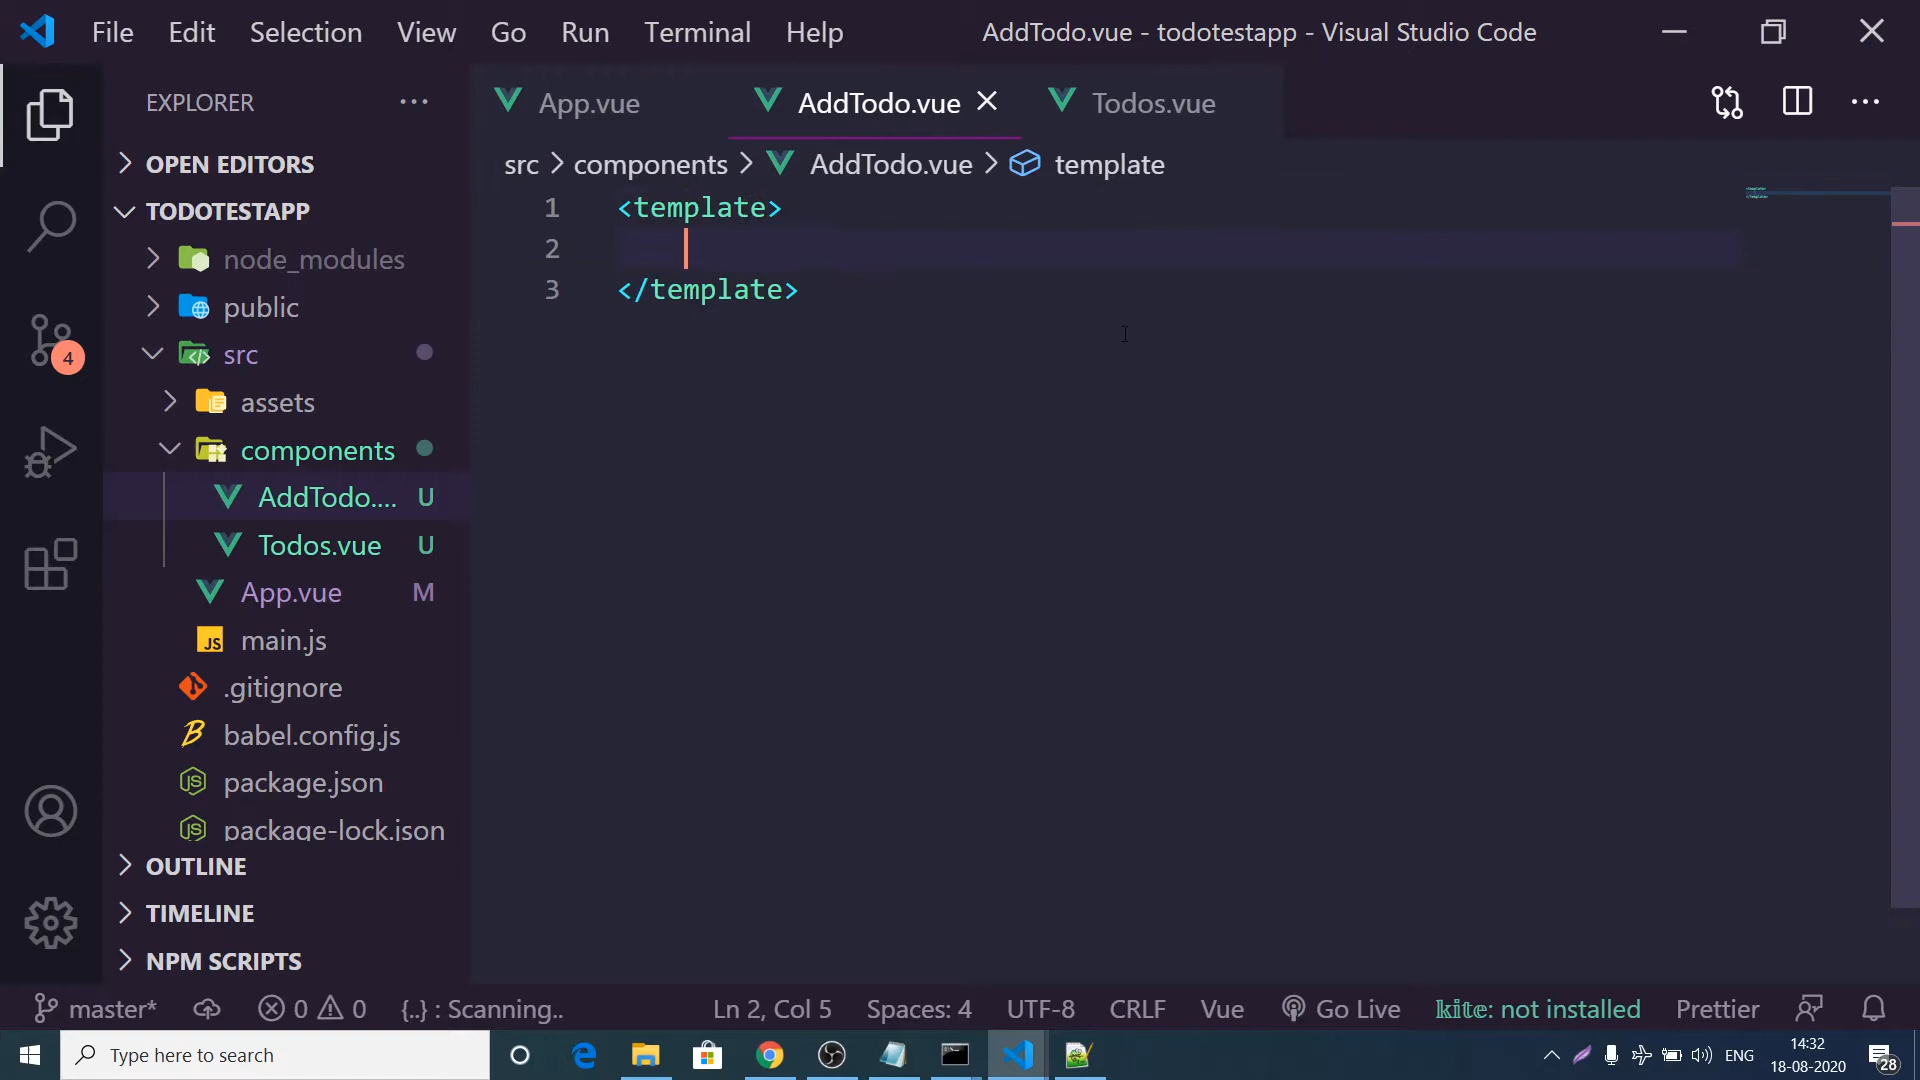 File Edit Selection View Go Run Terminal Help AddTodo.vue - todotestapp - Visual Studio Code
EXPLORER
OPEN EDITORS
TODOTESTAPP
node_modules
public
src
assets
components
AddTodo.... U
Todos.vue U
App.vue M
main.js
.gitignore
babel.config.js
package.json
package-lock.json
OUTLINE
TIMELINE
NPM SCRIPTS
4
App.vue AddTodo.vue Todos.vue
src > components > AddTodo.vue > template
1 <template>
2
3 </template>
master* 0 0 {..} : Scanning.. Ln 2, Col 5 Spaces: 4 UTF-8 CRLF Vue Go Live kite: not installed Prettier
Type here to search
ENG
14:32
18-08-2020
28